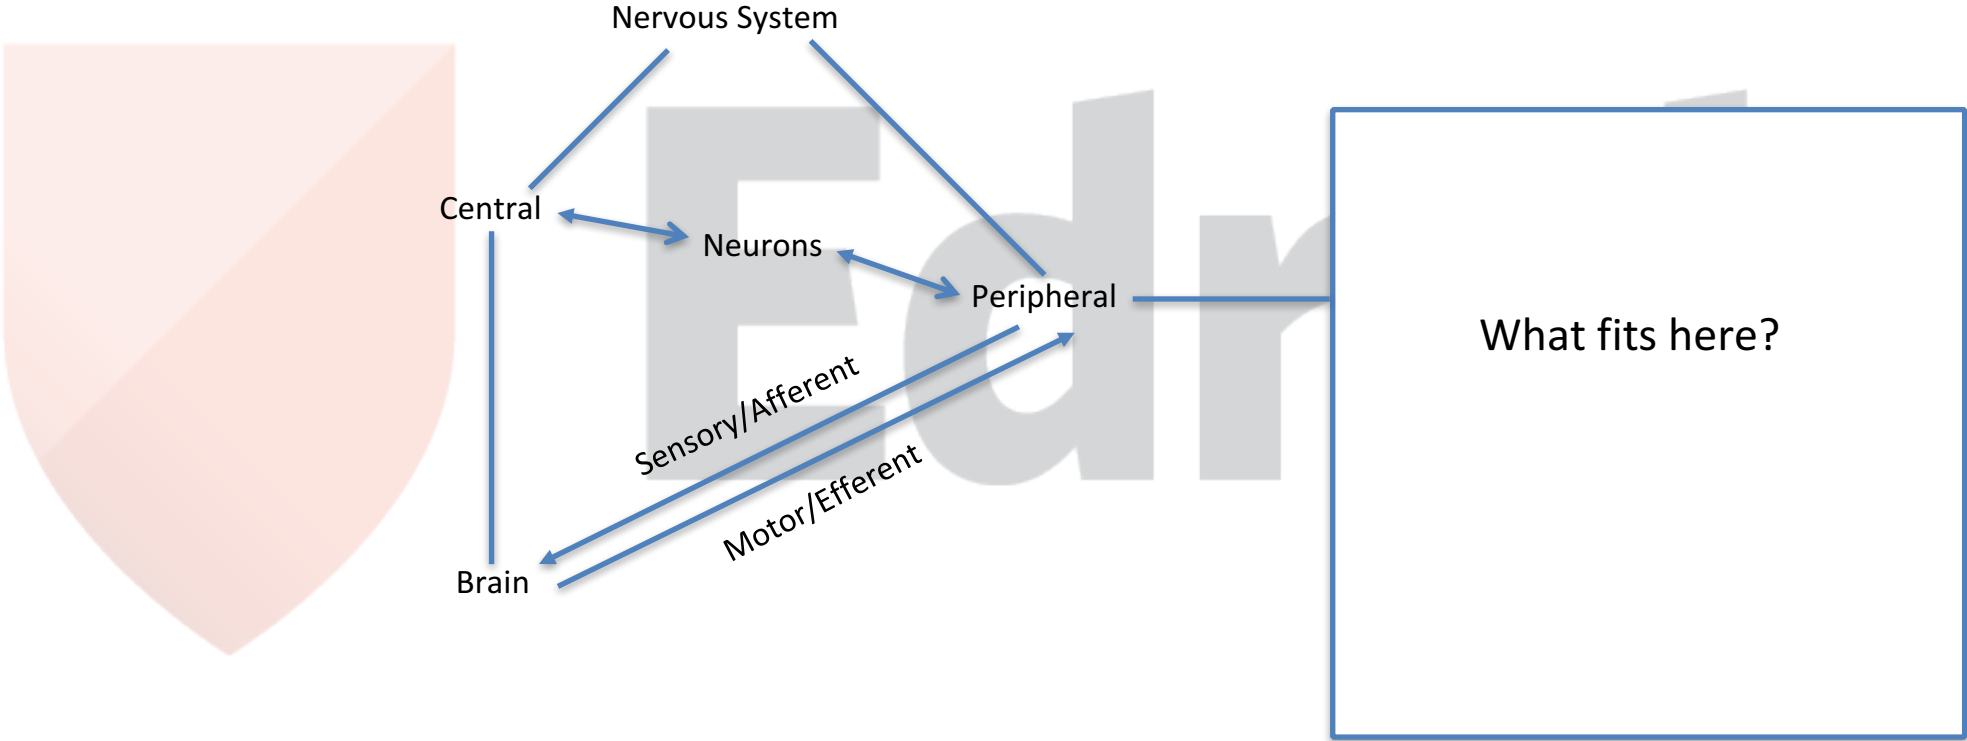 Nervous System
Central
Neurons
Peripheral
What fits here?
Sensory/Afferent
Motor/Efferent
Brain